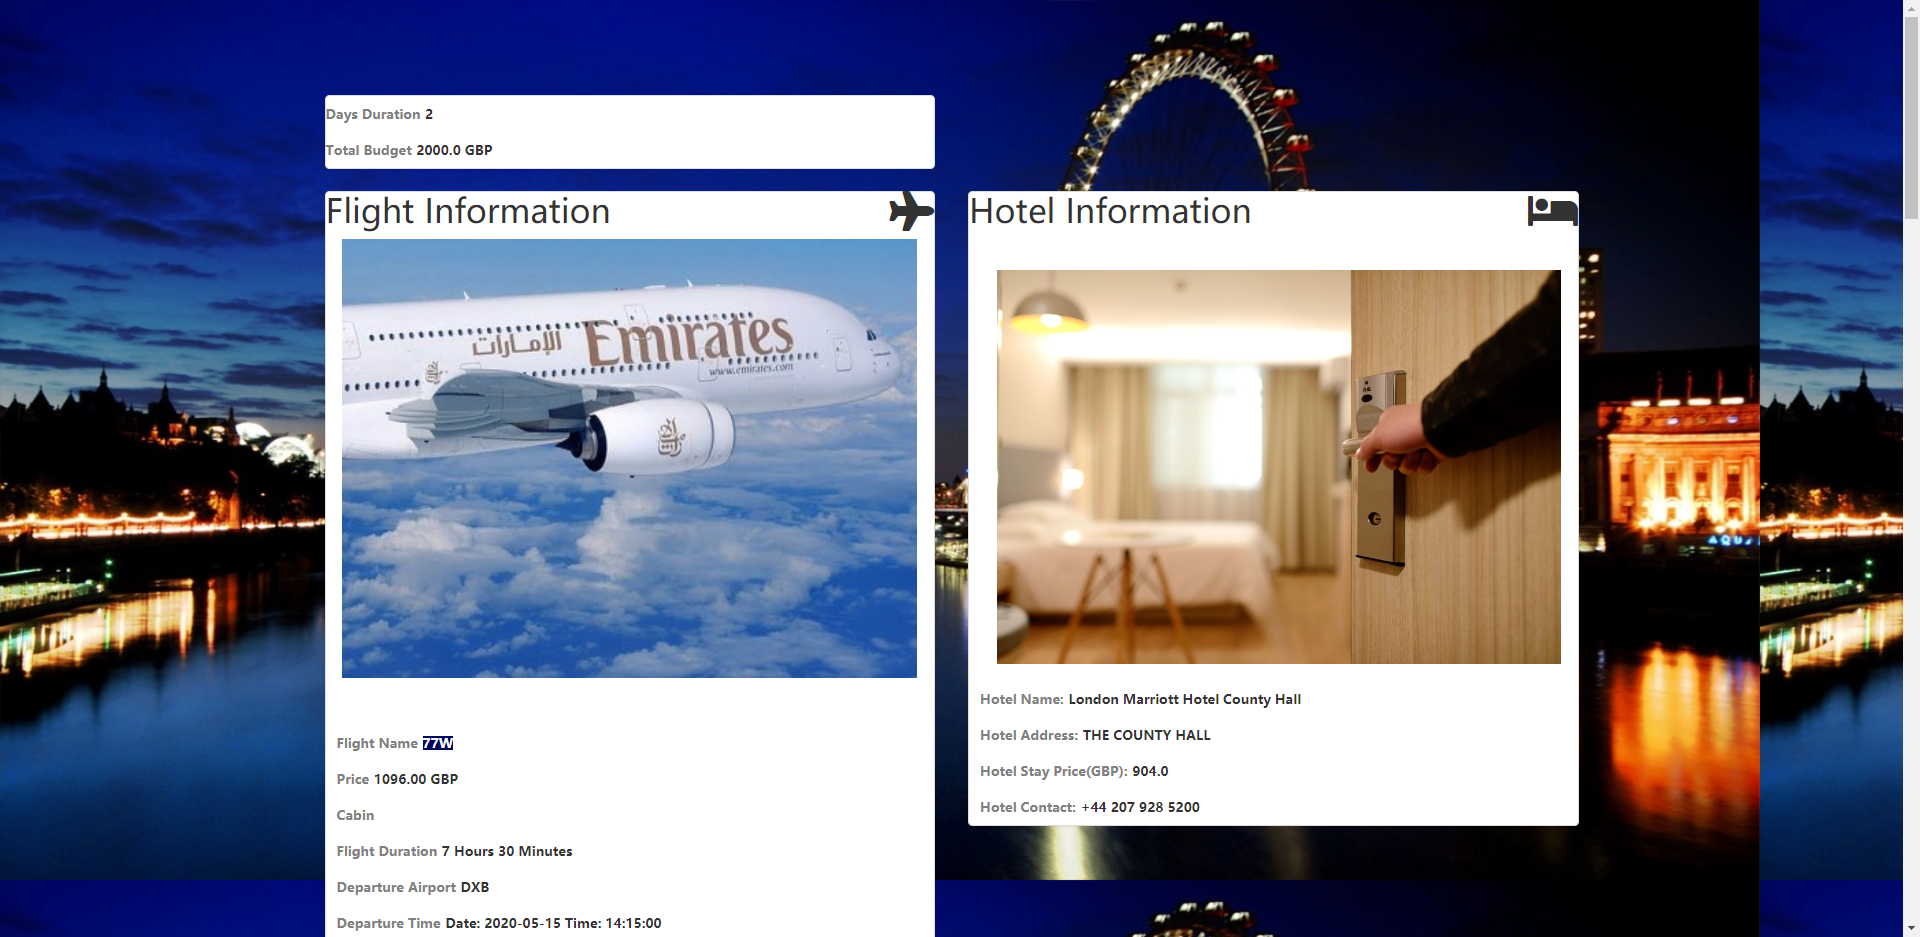 Days Duration 2
Total Budget 2000.0 GBP
Flight Information
الإمارات Emirates
www.emirates.com
Flight Name 77W
Price 1096.00 GBP
Cabin
Flight Duration 7 Hours 30 Minutes
Departure Airport DXB
Departure Time Date: 2020-05-15 Time: 14:15:00
Hotel Information
Hotel Name: London Marriott Hotel County Hall
Hotel Address: THE COUNTY HALL
Hotel Stay Price(GBP): 904.0
Hotel Contact: +44 207 928 5200
AQU